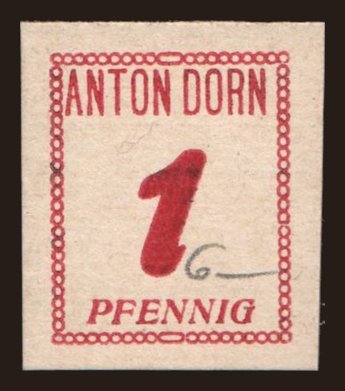 ANTON DORN
1
6—
PFENNIG